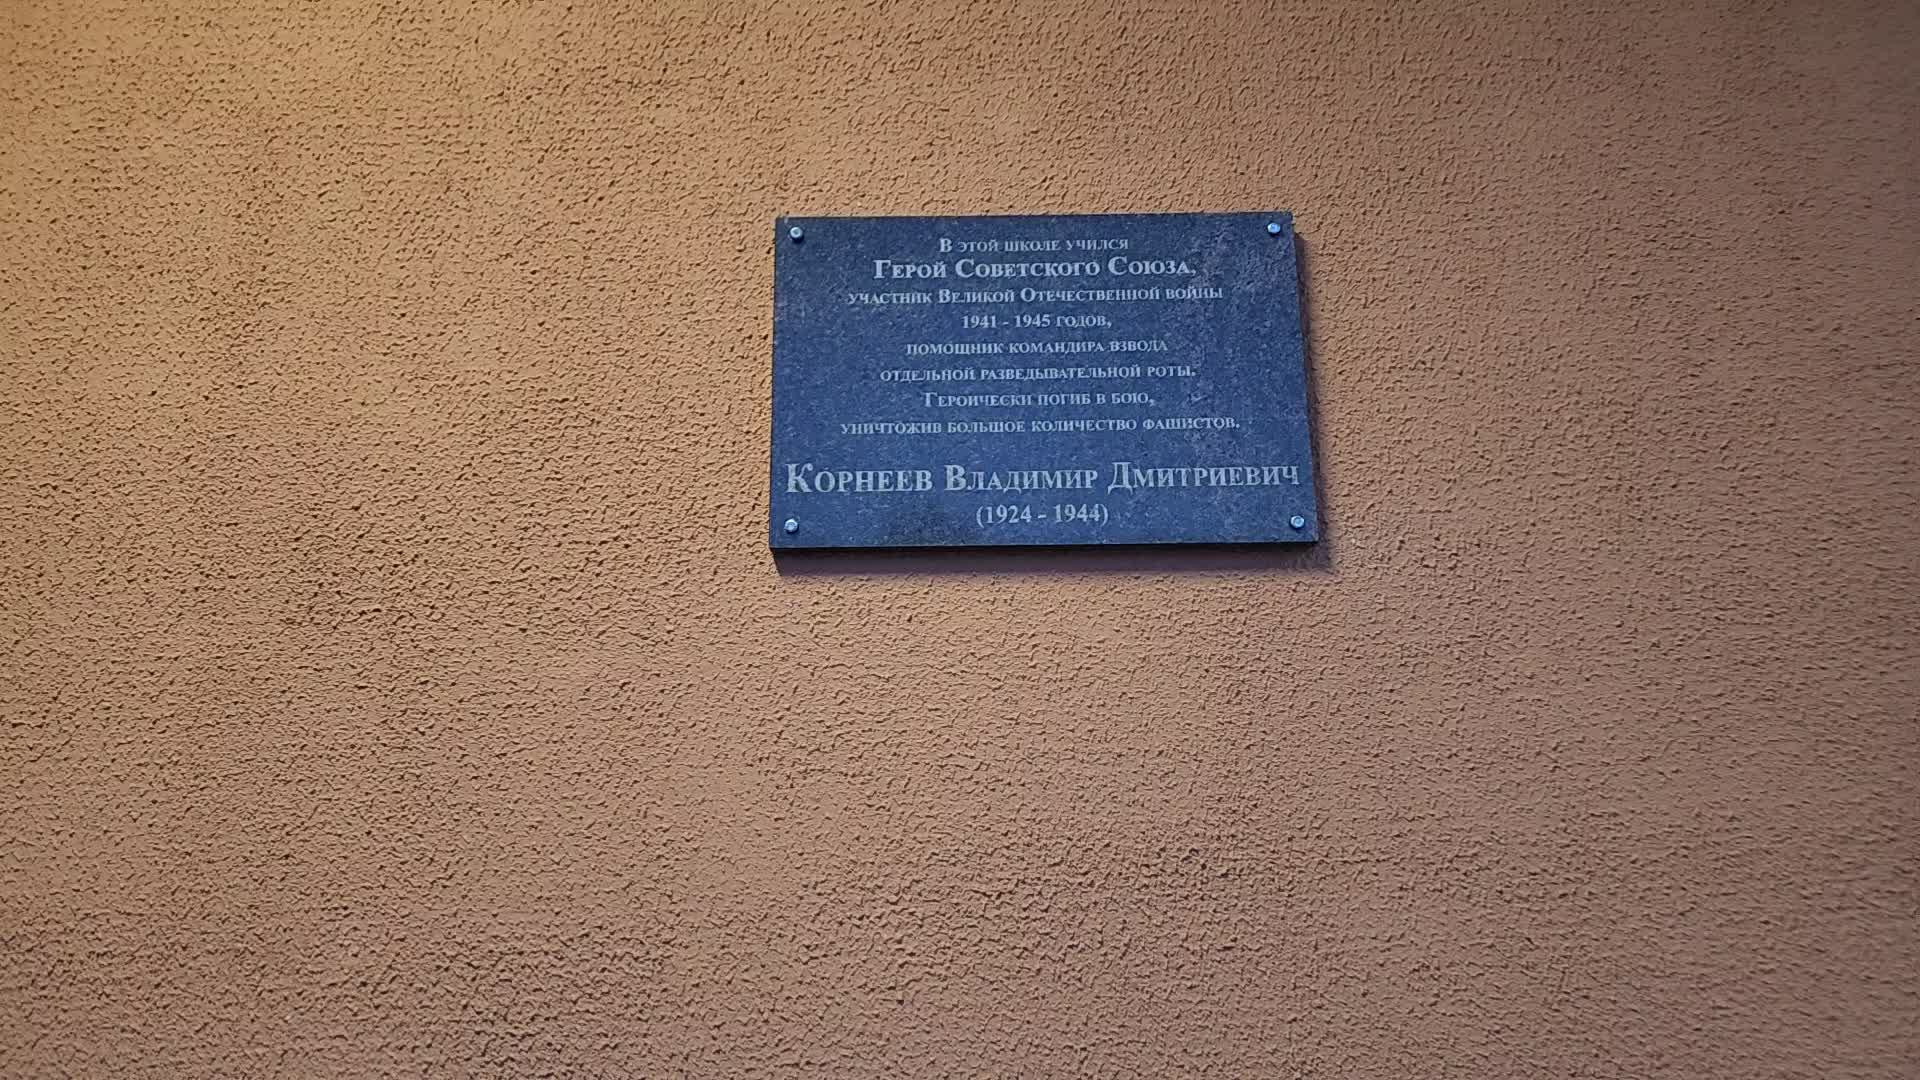 В этой школе учился
Герой Советского Союза,
участник Великой Отечественной войны
1941 - 1945 годов,
помощник командира взвода
отдельной разведывательной роты.
Героически погиб в бою,
уничтожив большое количество фашистов.
Корнеев Владимир Дмитриевич
(1924 - 1944)